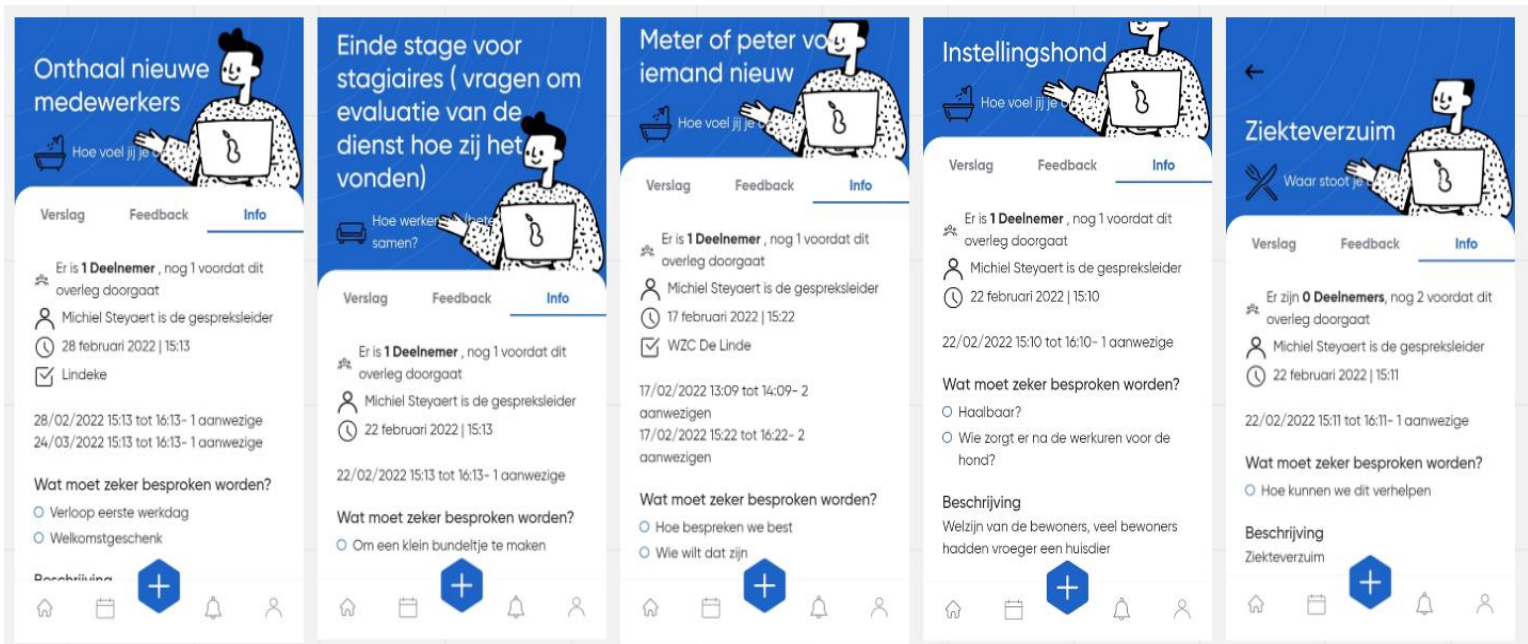 Onthaal nieuwe
medewerkers
Hoe voel jij je
Verslag Feedback Info
Er is 1 Deelnemer , nog 1 voordat dit
overleg doorgaat
Michiel Steyaert is de gespreksleider
28 februari 2022 | 15:13
Lindeke
28/02/2022 15:13 tot 16:13- 1 aanwezige
24/03/2022 15:13 tot 16:13- 1 aanwezige
Wat moet zeker besproken worden?
Verloop eerste werkdag
Welkomstgeschenk
Beschrijving
Einde stage voor
stagiaires ( vragen om
evaluatie van de
dienst hoe zij het
vonden)
Hoe werken
samen?
Verslag Feedback Info
Er is 1 Deelnemer , nog 1 voordat dit
overleg doorgaat
Michiel Steyaert is de gespreksleider
22 februari 2022 | 15:13
22/02/2022 15:13 tot 16:13- 1 aanwezige
Wat moet zeker besproken worden?
Om een klein bundeltje te maken
Meter of peter
iemand nieuw
Hoe voel jij je
Verslag Feedback Info
Er is 1 Deelnemer , nog 1 voordat dit
overleg doorgaat
Michiel Steyaert is de gespreksleider
17 februari 2022 | 15:22
WZC De Linde
17/02/2022 13:09 tot 14:09- 2
aanwezigen
17/02/2022 15:22 tot 16:22- 2
aanwezigen
Wat moet zeker besproken worden?
Hoe bespreken we best
Wie wilt dat zijn
Instellingshond
Hoe voel jij je
Verslag Feedback Info
Er is 1 Deelnemer , nog 1 voordat dit
overleg doorgaat
Michiel Steyaert is de gespreksleider
22 februari 2022 | 15:10
22/02/2022 15:10 tot 16:10- 1 aanwezige
Wat moet zeker besproken worden?
Haalbaar?
Wie zorgt er na de werkuren voor de
hond?
Beschrijving
Welzijn van de bewoners, veel bewoners
hadden vroeger een huisdier
Ziekteverzuim
Waar stoot je
Verslag Feedback Info
Er zijn 0 Deelnemers, nog 2 voordat dit
overleg doorgaat
Michiel Steyaert is de gespreksleider
22 februari 2022 | 15:11
22/02/2022 15:11 tot 16:11- 1 aanwezige
Wat moet zeker besproken worden?
Hoe kunnen we dit verhelpen
Beschrijving
Ziekteverzuim